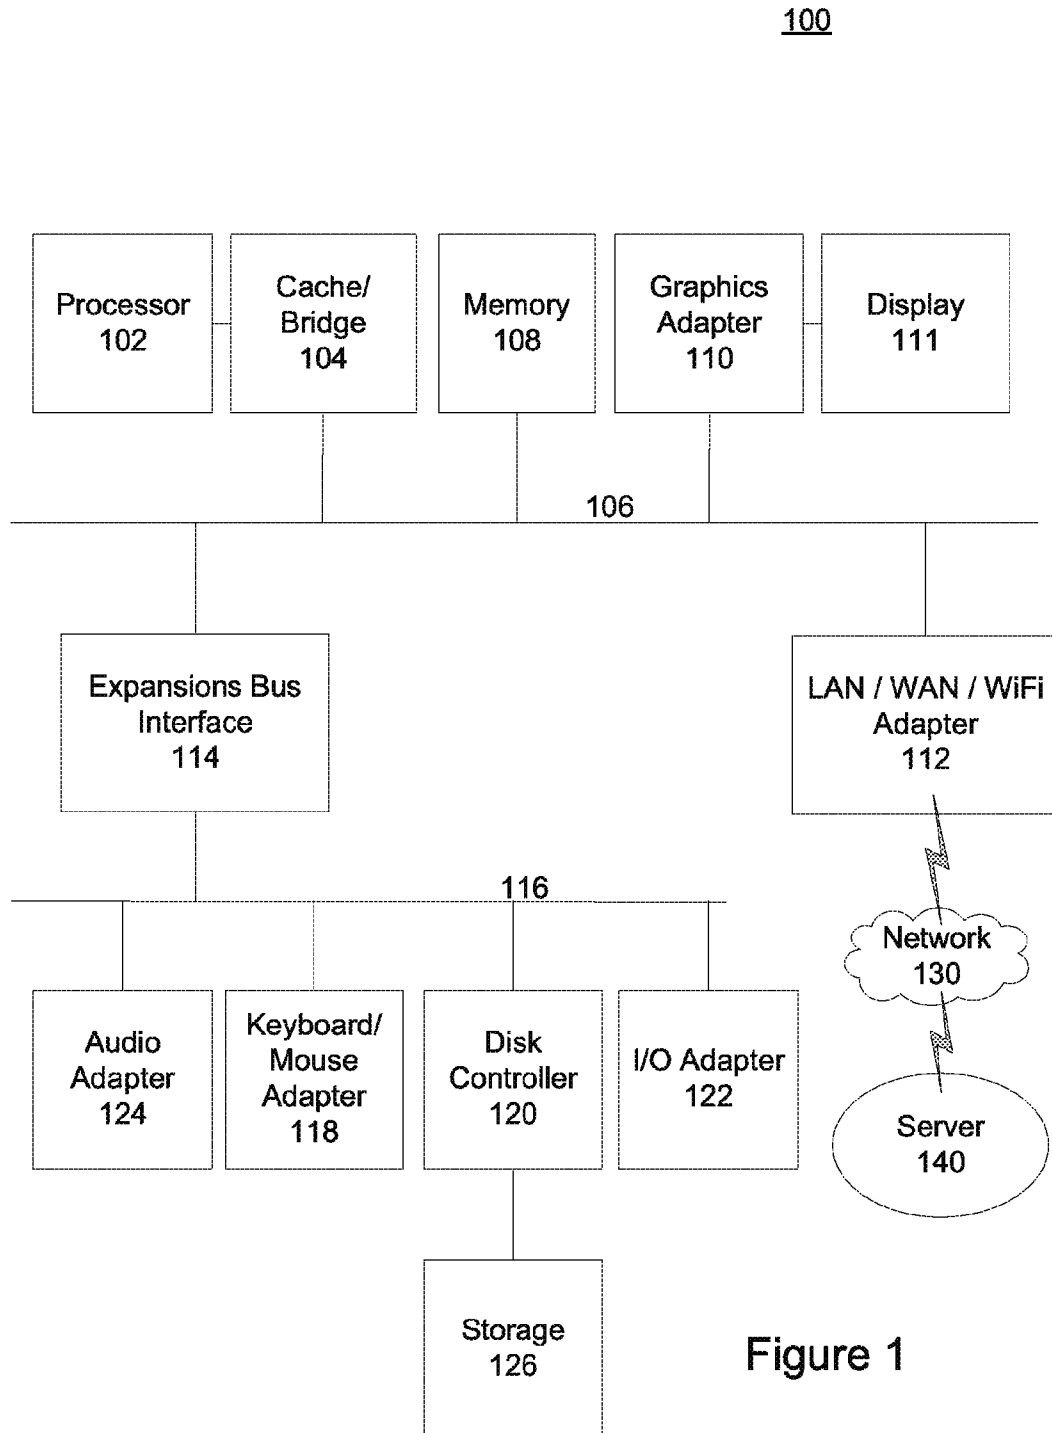 100
Processor
102
Cache/
Bridge
104
Memory
108
Graphics
Adapter
110
Display
111
106
Expansions Bus
Interface
114
LAN / WAN / WiFi
Adapter
112
116
Network
130
Audio
Adapter
124
Keyboard/
Mouse
Adapter
118
Disk
Controller
120
I/O Adapter
122
Server
140
Storage
126
Figure 1